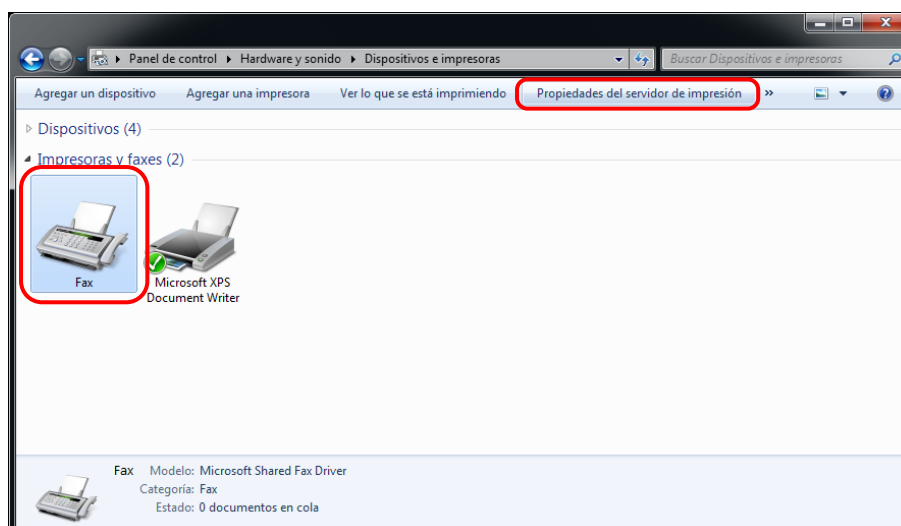 Panel de control Hardware y sonido Dispositivos e impresoras Buscar Dispositivos e impresoras
Agregar un dispositivo Agregar una impresora Ver lo que se está imprimiendo Propiedades del servidor de impresión »
Dispositivos (4)
Impresoras y faxes (2)
Fax
Microsoft XPS
Document Writer
Fax Modelo: Microsoft Shared Fax Driver
Categoría: Fax
Estado: 0 documentos en cola